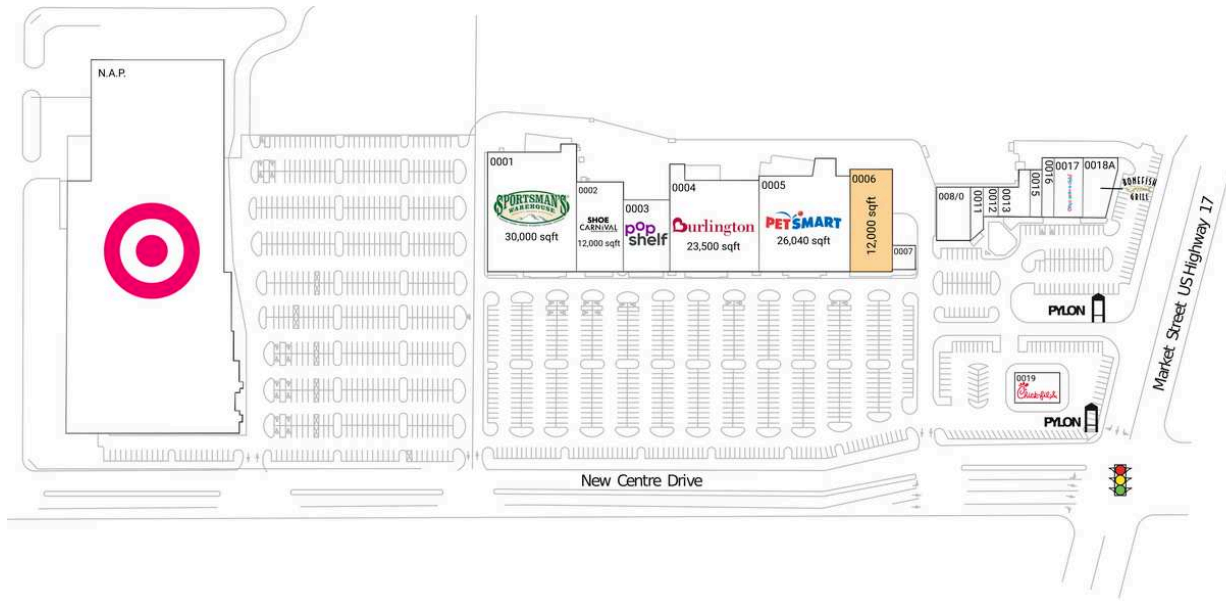 N.A.P.
0001
SPORTSMAN'S
WAREHOUSE
30,000 sqft
0002
SHOE
CARNIVAL
12,000 sqft
0003
pop
shelf
0004
Burlington
23,500 sqft
0005
PETSMART
26,040 sqft
0006
12,000 sqft
0007
008/0
0011
0012
0013
0015
0016
0017
0018A
BONEFISH
GRILL
PYLON
0019
Chick-fil-A
PYLON
Market Street US Highway 17
New Centre Drive